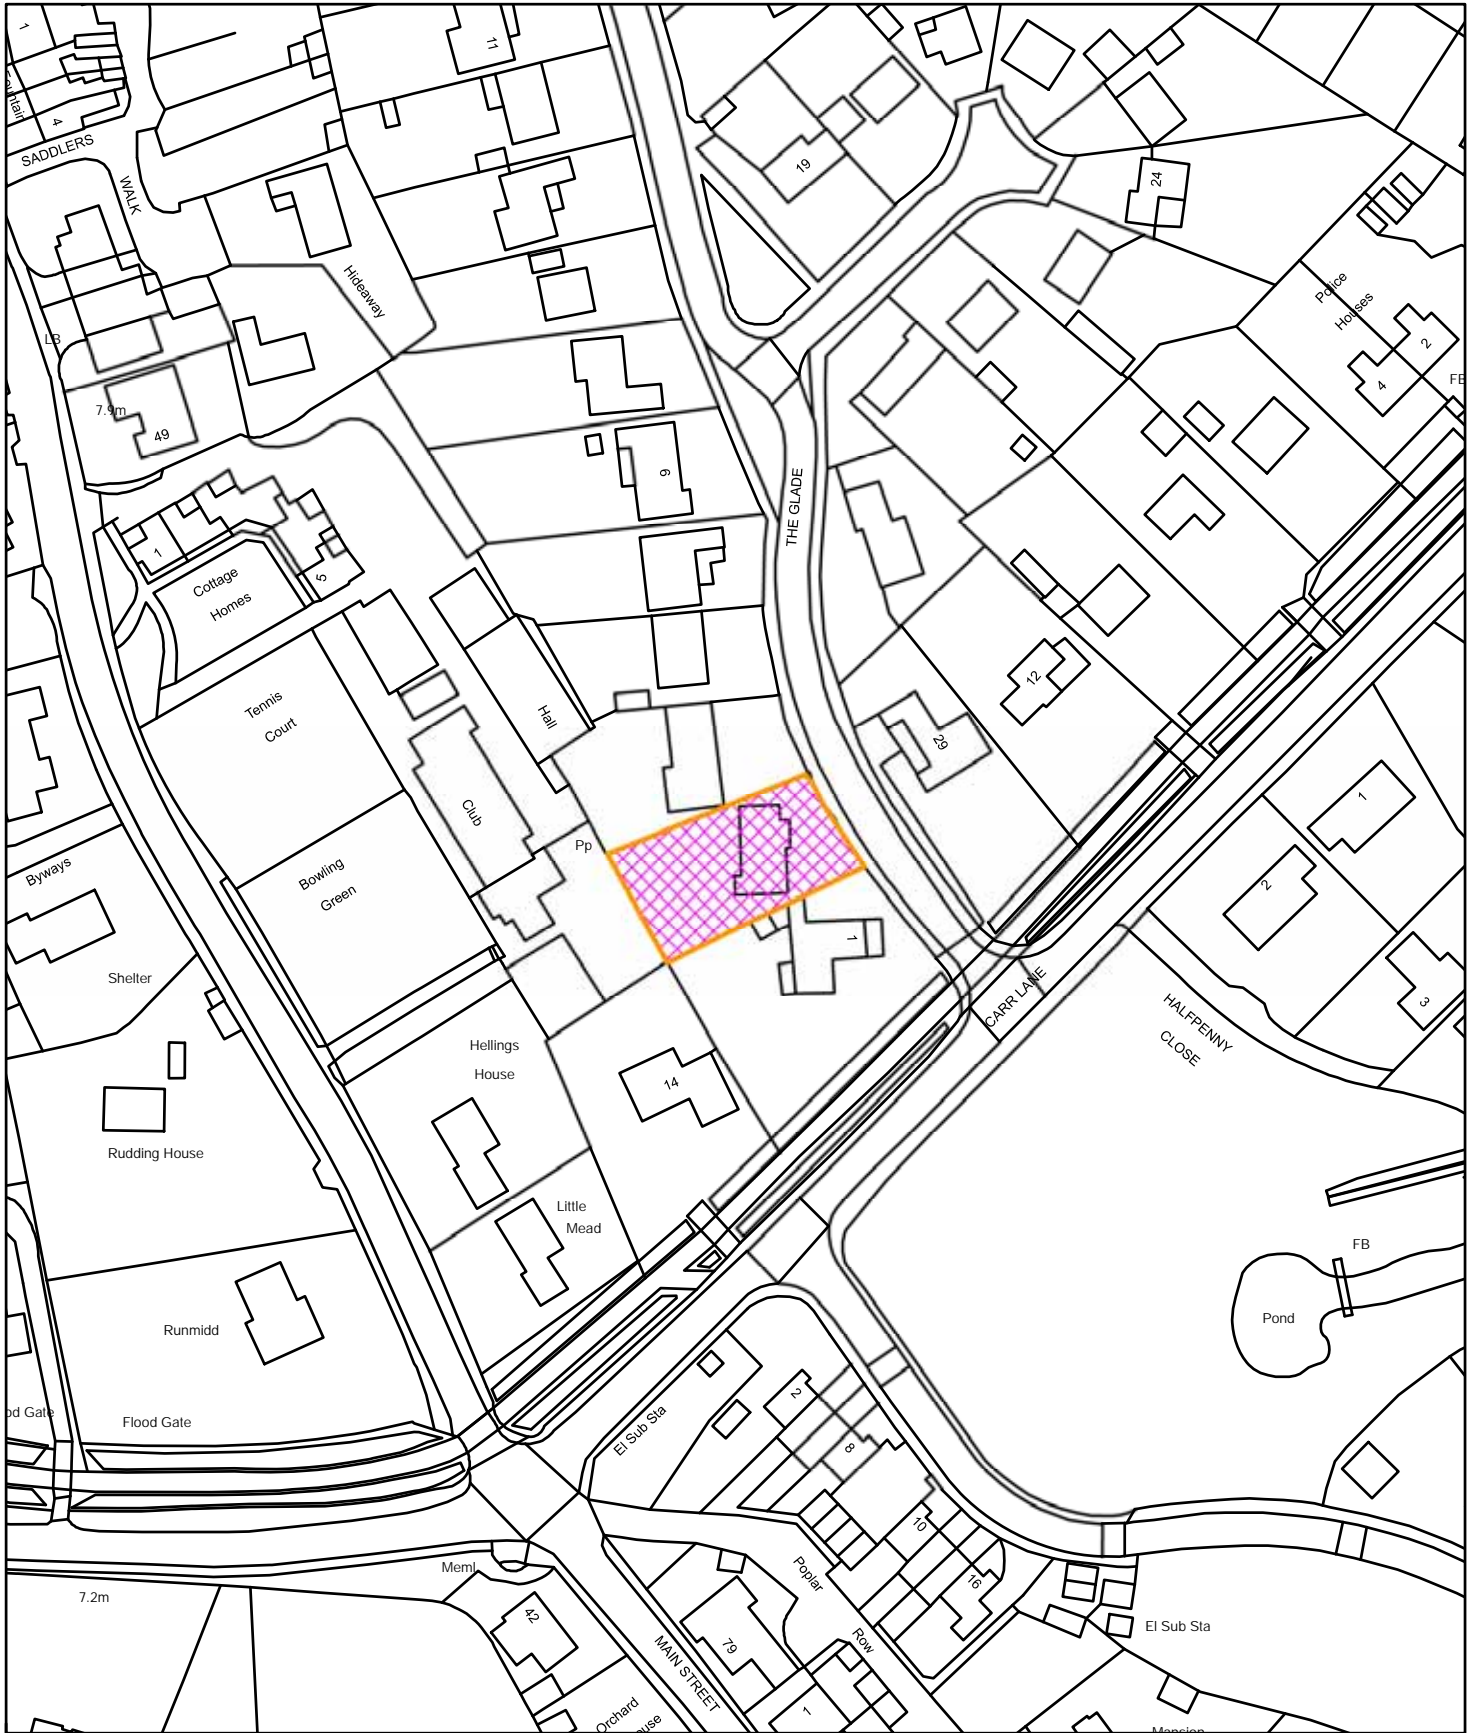 1
11
4
SADDLERS
WALK
19
24
Hideaway
Police
Houses
2
4
LB
7.9m
49
FB
9
THE GLADE
1
Cottage
Homes
5
Tennis
Court
Hall
12
29
Club
1
Pp
Byways
Bowling
Green
2
1
Shelter
3
CARR LANE
HALFPENNY
CLOSE
Hellings
House
14
Rudding House
Little
Mead
FB
Pond
Runmidd
Flood Gate
Flood Gate
El Sub Sta
2
8
10
16
Meml
Poplar
Row
7.2m
42
79
MAIN STREET
El Sub Sta
1
Orchard